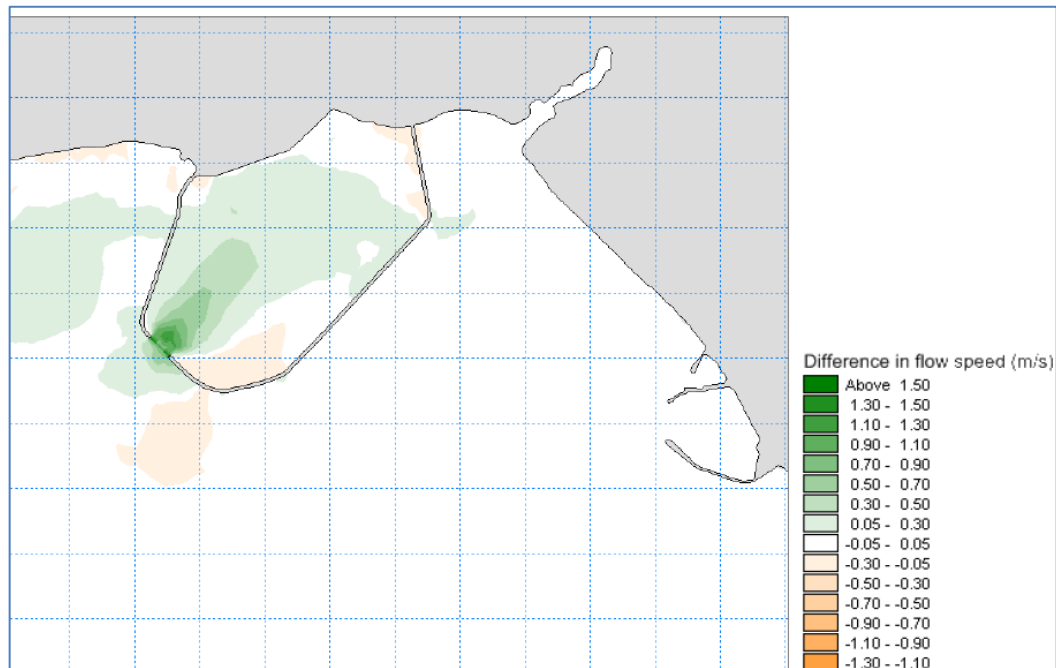 Difference in flow speed (m/s)
Above 1.50
1.30 - 1.50
1.10 - 1.30
0.90 - 1.10
0.70 - 0.90
0.50 - 0.70
0.30 - 0.50
0.05 - 0.30
-0.05 - 0.05
-0.30 - -0.05
-0.50 - -0.30
-0.70 - -0.50
-0.90 - -0.70
-1.10 - -0.90
-1.30 - -1.10